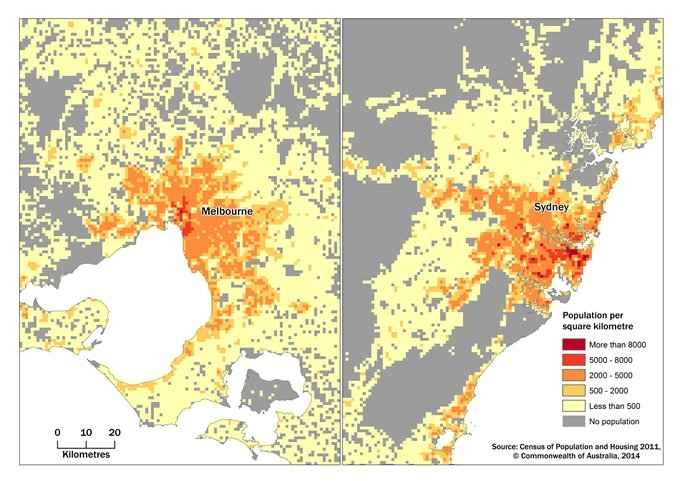 Melbourne
Sydney
Population per
square kilometre
More than 8000
5000 - 8000
2000 - 5000
500 - 2000
Less than 500
No population
0 10 20
Kilometres
Source: Census of Population and Housing 2011,
© Commonwealth of Australia, 2014